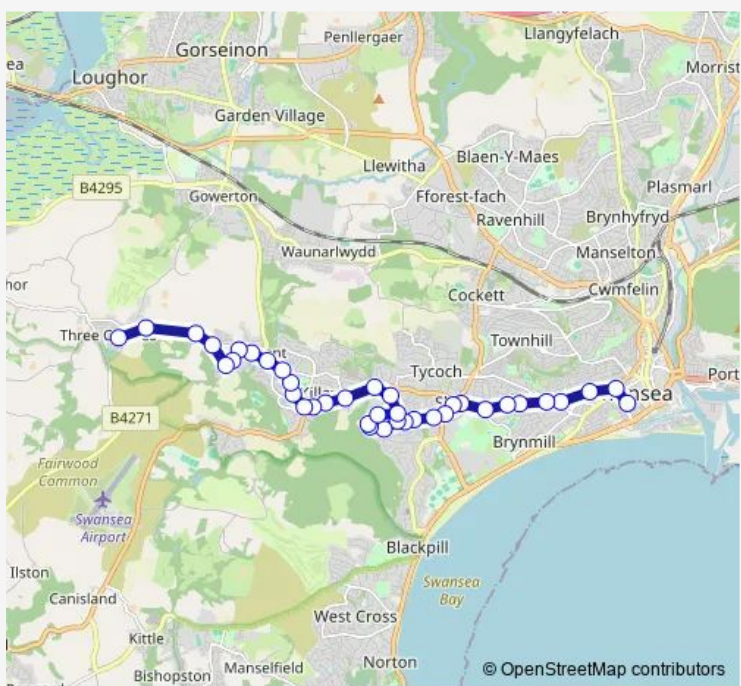 Penllergaer
Llangyfelach
Gorseinon
ea
Loughor
Morrist
Garden Village
Llewitha
Blaen-Y-Maes
B4295
Gowerton
Fforest-fach
Plasmarl
Ravenhill
Brynhyfryd
Waunarlwydd
Manselton
Cockett
Cwmfelin
hor
Three C
Townhill
nt
Tycoch
Port
Killay
nsea
B4271
Brynmill
Fairwood
Common
Swansea
Airport
Blackpill
Ilston
Swansea
Bay
Canisland
West Cross
Kittle
Manselfield
Norton
Bishopston
© OpenStreetMap contributors